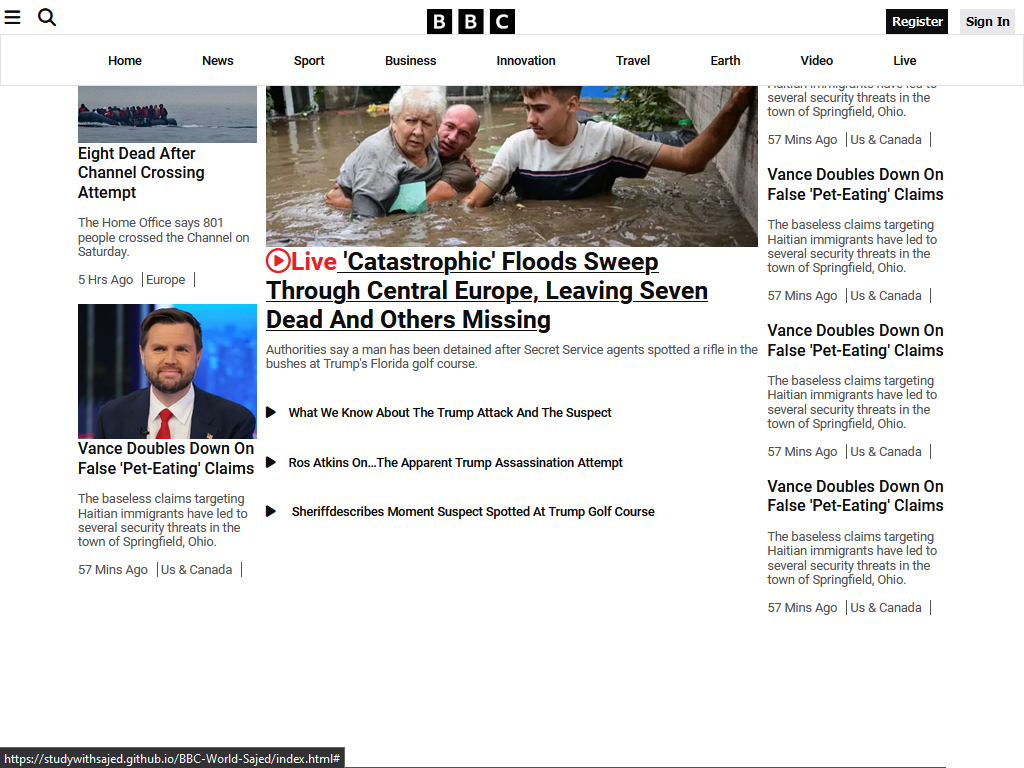 B B C
Register
Sign In
Home
News
Sport
Business
Innovation
Travel
Earth
Video
Live
Eight Dead After
Channel Crossing
Attempt
The Home Office says 801
people crossed the Channel on
Saturday.
5 Hrs Ago
Europe
Vance Doubles Down On
False 'Pet-Eating' Claims
The baseless claims targeting
Haitian immigrants have led to
several security threats in the
town of Springfield, Ohio.
57 Mins Ago
Us & Canada
Live 'Catastrophic' Floods Sweep
Through Central Europe, Leaving Seven
Dead And Others Missing
Authorities say a man has been detained after Secret Service agents spotted a rifle in the
bushes at Trump's Florida golf course.
What We Know About The Trump Attack And The Suspect
Ros Atkins On...The Apparent Trump Assassination Attempt
Sheriffdescribes Moment Suspect Spotted At Trump Golf Course
Haitian immigrants have led to
several security threats in the
town of Springfield, Ohio.
57 Mins Ago
Us & Canada
Vance Doubles Down On
False 'Pet-Eating' Claims
The baseless claims targeting
Haitian immigrants have led to
several security threats in the
town of Springfield, Ohio.
57 Mins Ago
Us & Canada
Vance Doubles Down On
False 'Pet-Eating' Claims
The baseless claims targeting
Haitian immigrants have led to
several security threats in the
town of Springfield, Ohio.
57 Mins Ago
Us & Canada
Vance Doubles Down On
False 'Pet-Eating' Claims
The baseless claims targeting
Haitian immigrants have led to
several security threats in the
town of Springfield, Ohio.
57 Mins Ago
Us & Canada
https://studywithsajed.github.io/BBC-World-Sajed/index.html#